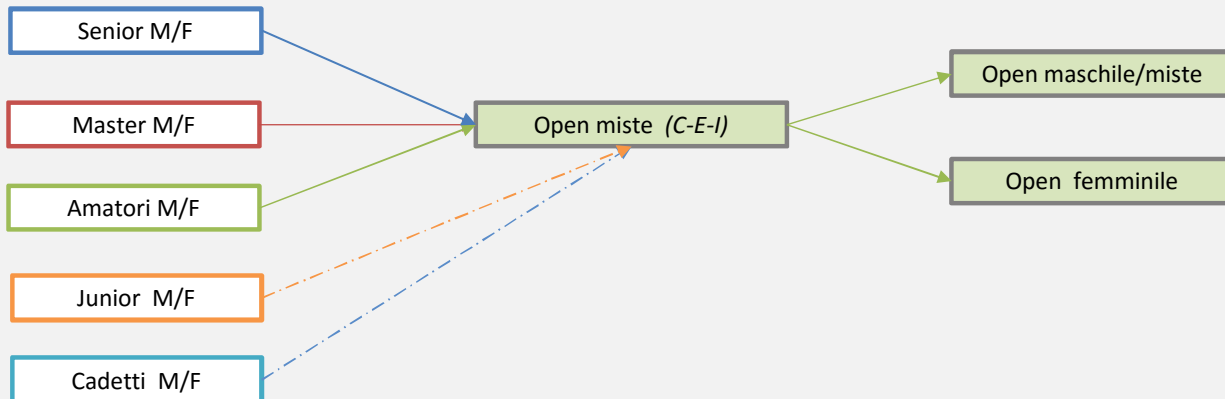 Senior M/F
Master M/F
Amatori M/F
Junior M/F
Cadetti M/F
Open miste (C-E-I)
Open maschile/miste
Open femminile